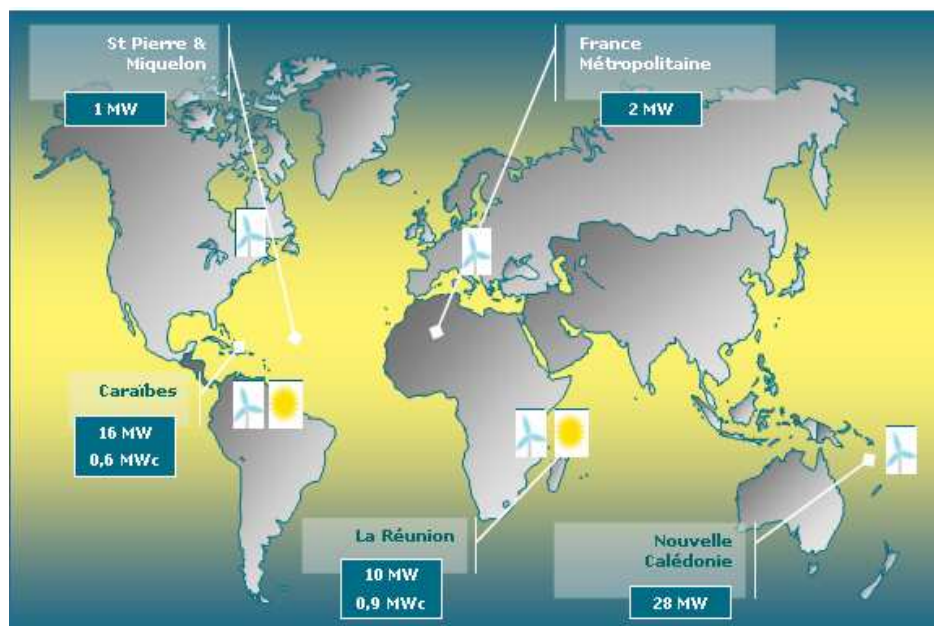 St Pierre &
Miquelon
1 MW
France
Métropolitaine
2 MW
Caraïbes
16 MW
0,6 MWc
La Réunion
10 MW
0,9 MWc
Nouvelle
Calédonie
28 MW